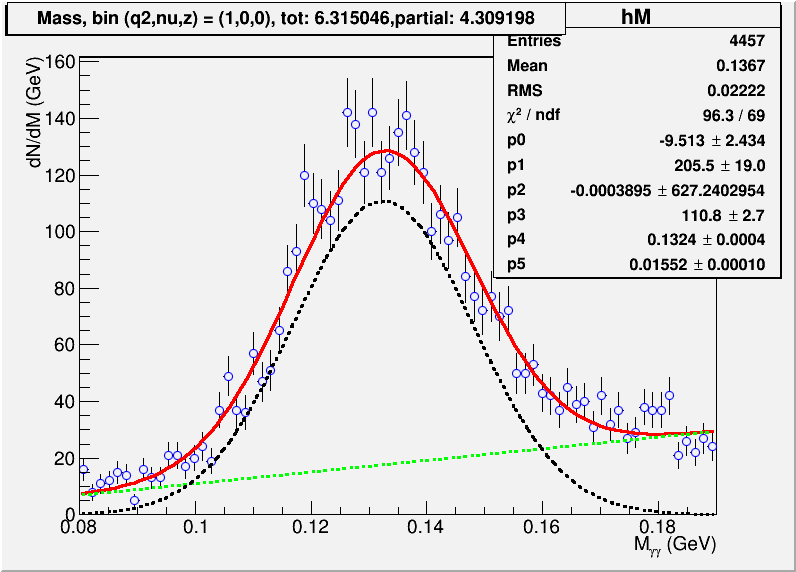 Mass, bin (q2,nu,z) = (1,0,0), tot: 6.315046,partial: 4.309198
hM
Entries 4457
Mean 0.1367
RMS 0.02222
χ² / ndf 96.3 / 69
p0 -9.513 ± 2.434
p1 205.5 ± 19.0
p2 -0.0003895 ± 627.2402954
p3 110.8 ± 2.7
p4 0.1324 ± 0.0004
p5 0.01552 ± 0.00010
dN/dM (GeV)
160
140
120
100
80
60
40
20
0
0.08 0.1 0.12 0.14 0.16 0.18
Mγγ (GeV)